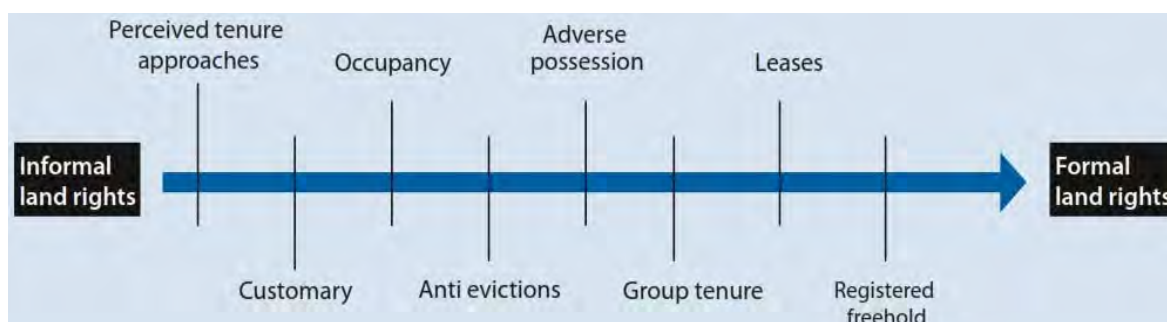 Perceived tenure
approaches
Occupancy
Adverse
possession
Leases
Informal
land rights
Formal
land rights
Customary
Anti evictions
Group tenure
Registered
freehold